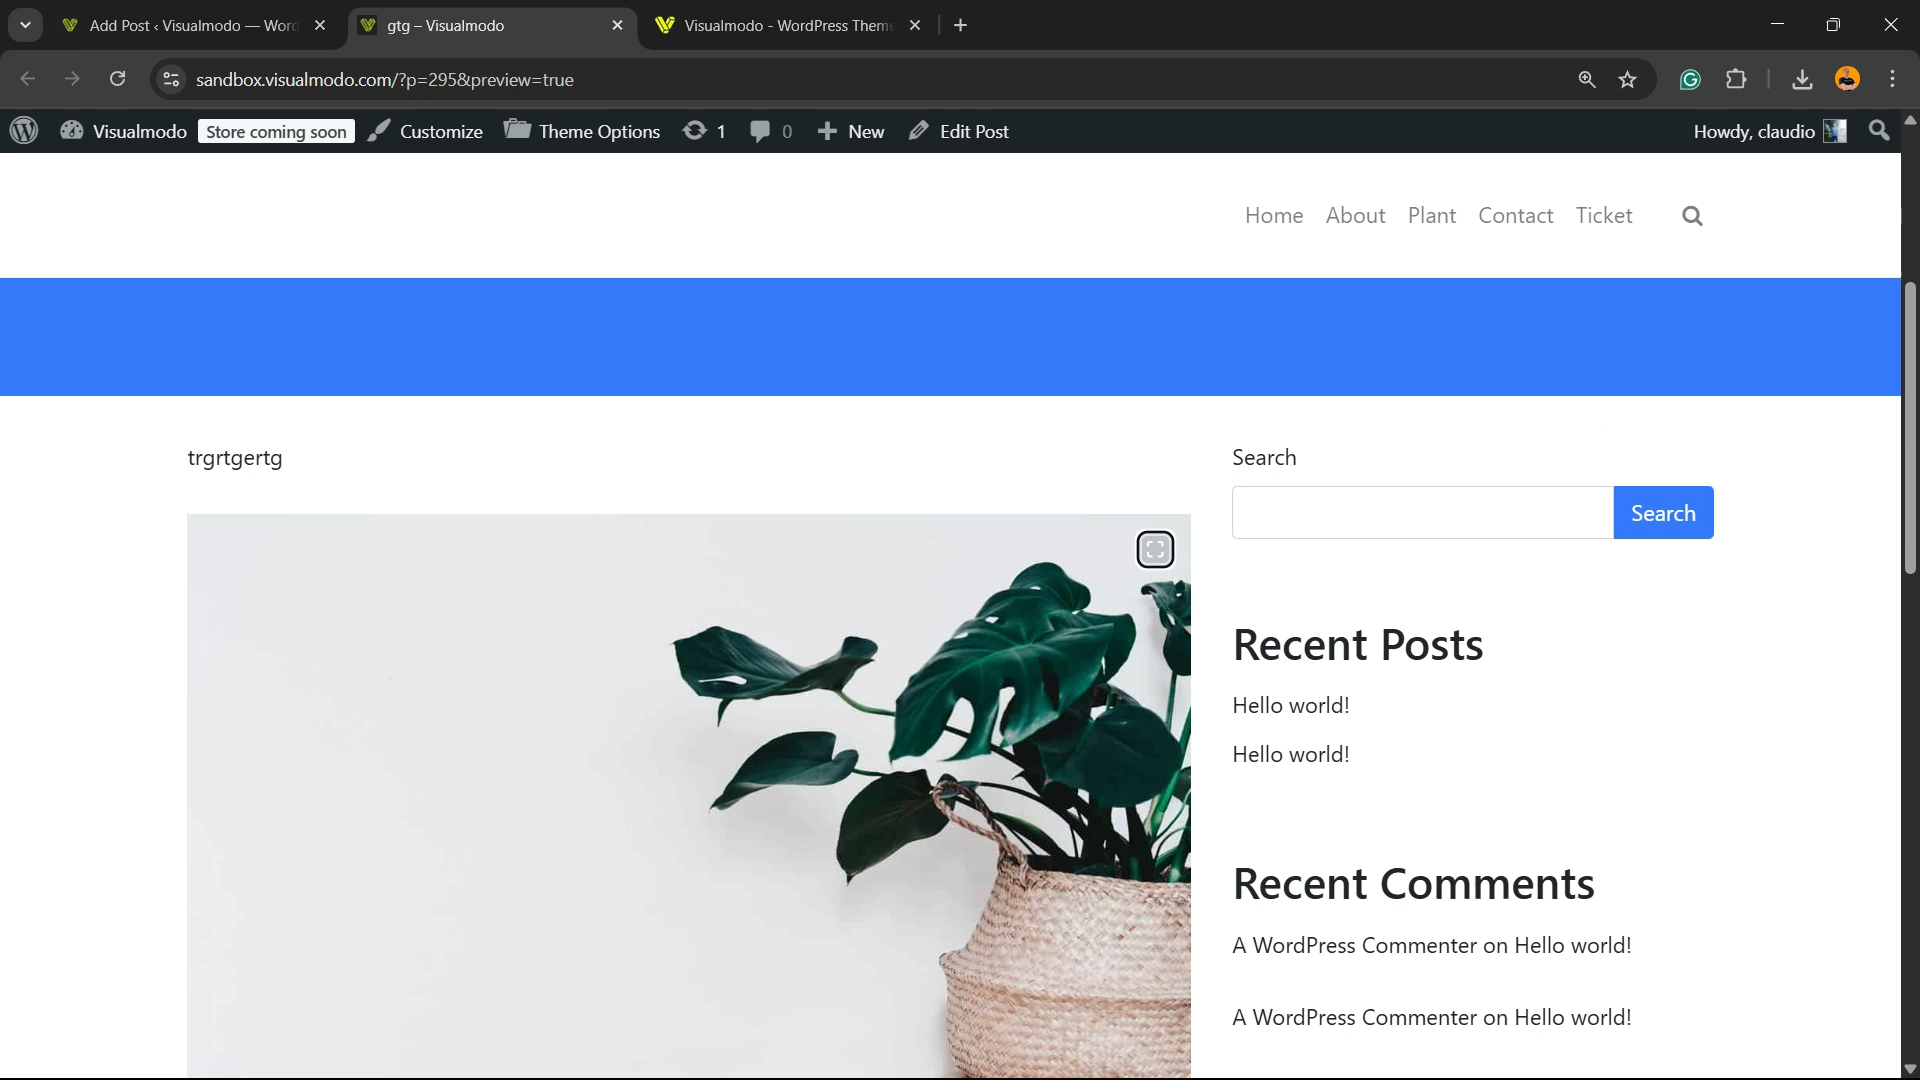 Add Post ‹ Visualmodo — Word
gtg – Visualmodo
Visualmodo - WordPress Theme
sandbox.visualmodo.com/?p=295&preview=true
Visualmodo
Store coming soon
Customize
Theme Options
1
0
New
Edit Post
Howdy, claudio
Home
About
Plant
Contact
Ticket
trgrtgertg
Search
Search
Recent Posts
Hello world!
Hello world!
Recent Comments
A WordPress Commenter on Hello world!
A WordPress Commenter on Hello world!